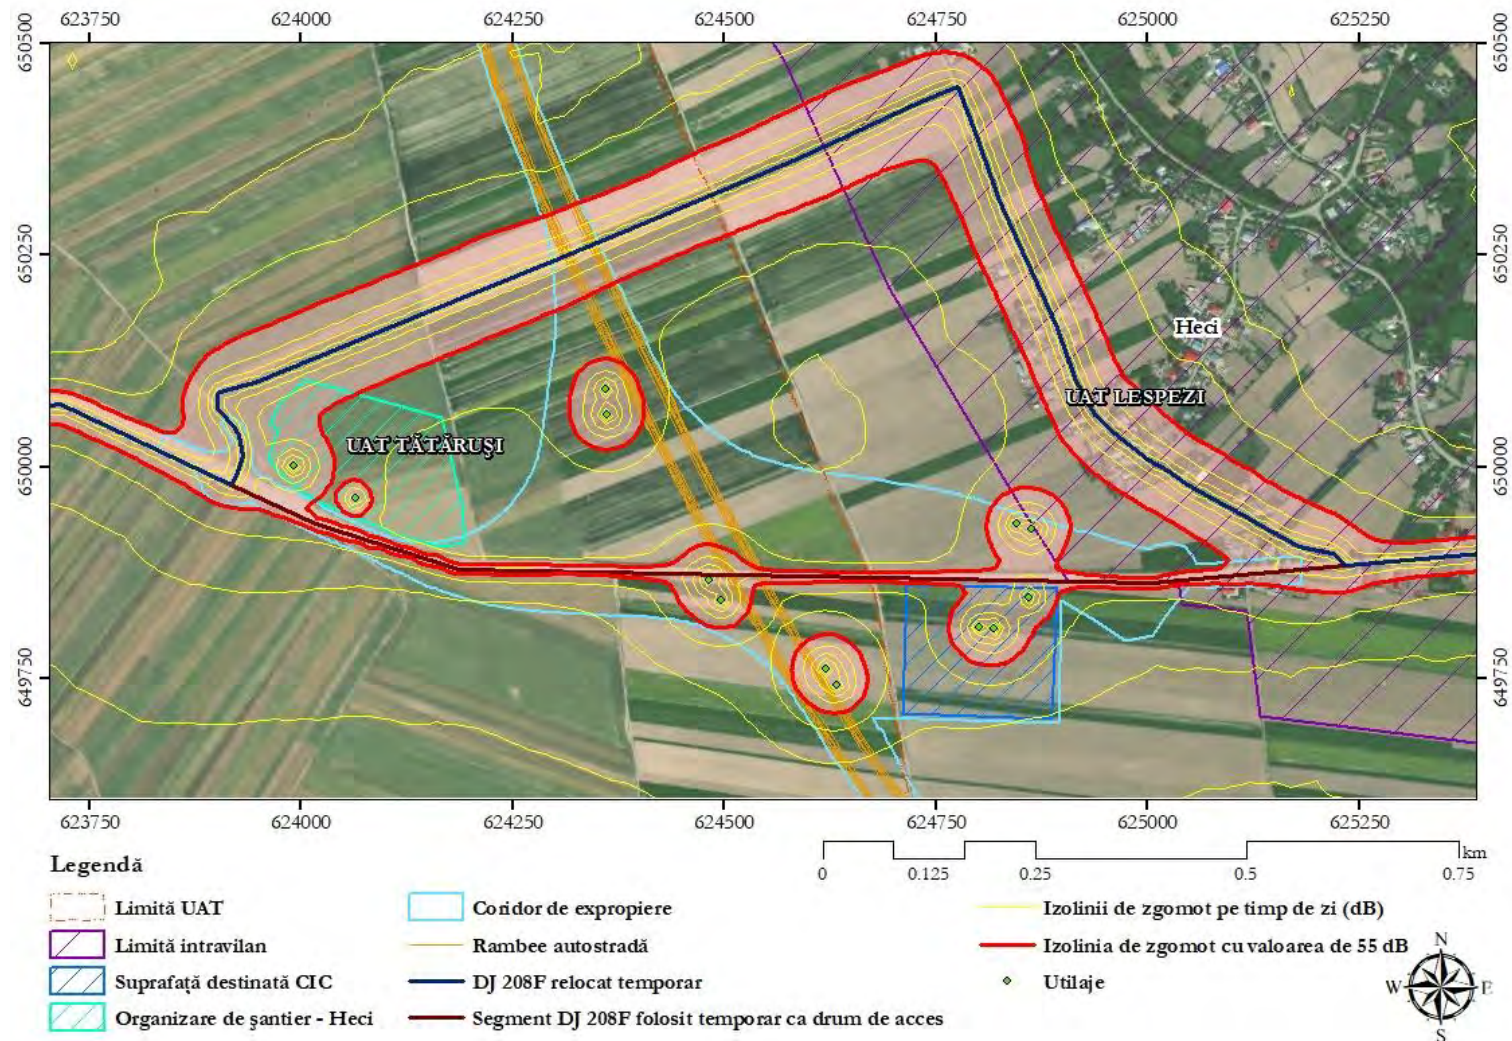 623750 624000 624250 624500 624750 625000 625250
650500 650500
650250 650250
Heci
UAT LESPEZI
UAT TĂTĂRUȘI
650000 650000
649750 649750
623750 624000 624250 624500 624750 625000 625250
Legendă
km
0 0.125 0.25 0.5 0.75
Limită UAT
Limită intravilan
Suprafață destinată CIC
Organizare de șantier - Heci
Coridor de expropiere
Rambee autostradă
DJ 208F relocat temporar
Segment DJ 208F folosit temporar ca drum de acces
Izolinii de zgomot pe timp de zi (dB)
Izolinia de zgomot cu valoarea de 55 dB
Utilaje
N
W E
S